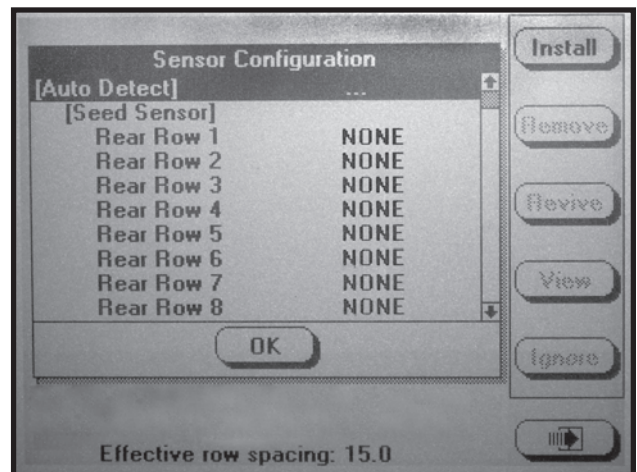 Sensor Configuration
[Auto Detect] ...
[Seed Sensor]
Rear Row 1 NONE
Rear Row 2 NONE
Rear Row 3 NONE
Rear Row 4 NONE
Rear Row 5 NONE
Rear Row 6 NONE
Rear Row 7 NONE
Rear Row 8 NONE
OK
Effective row spacing: 15.0
Install
Remove
Revive
View
Ignore